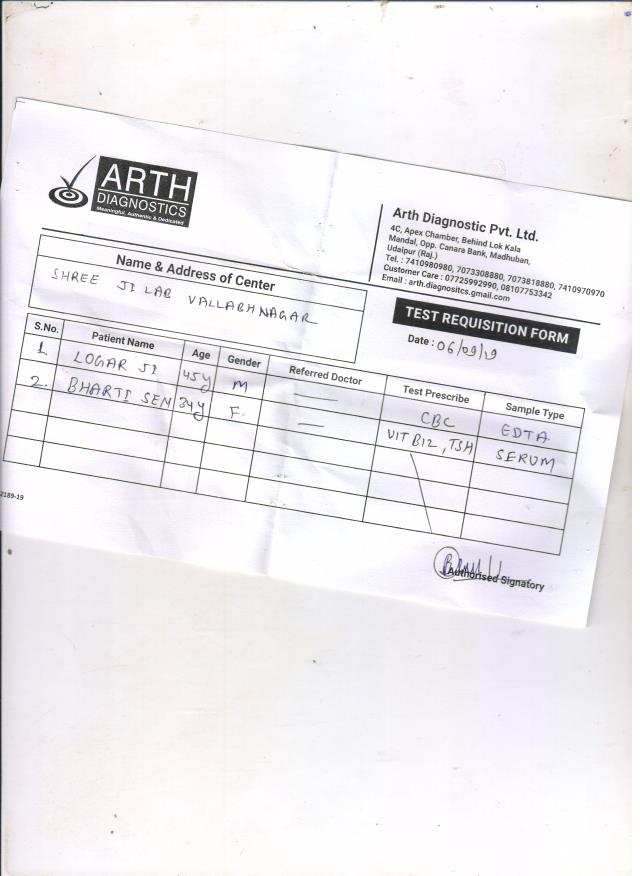 ARTH
DIAGNOSTICS
Meaningful, Authentic & Dedicated
Arth Diagnostic Pvt. Ltd.
4C, Apex Chamber, Behind Lok Kala
Mandal, Opp. Canara Bank, Madhuban,
Udaipur (Raj.)
Tel. : 7410980980, 7073308880, 7073818880, 7410970970
Customer Care : 07725992990, 08107753342
Email : arth.diagnositcs.gmail.com
Name & Address of Center
SHREE JI LAB VALLABHNAGAR
TEST REQUISITION FORM
Date : 06/09/19
S.No. Patient Name Age Gender Referred Doctor Test Prescribe Sample Type
1. LOGAR JI 45y M — CBC EDTA
2. BHARTI SEN 34y F. — VIT B12, TSH SERUM
2189-19
Authorised Signatory